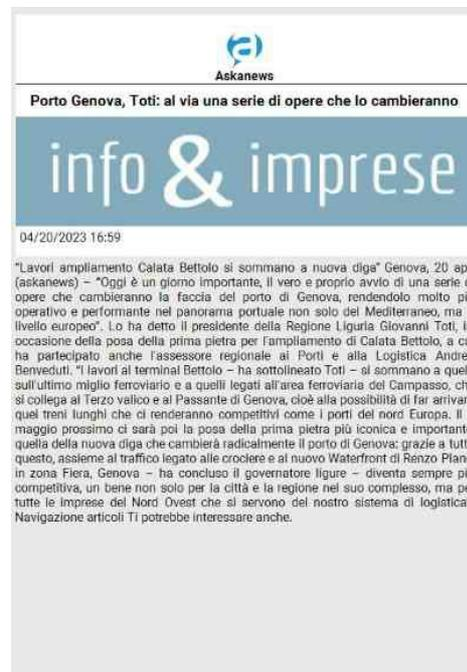 Askanews
Porto Genova, Toti: al via una serie di opere che lo cambieranno
info & imprese
04/20/2023 16:59
"Lavori ampliamento Calata Bettolo si sommano a nuova diga" Genova, 20 ap
(askanews) – "Oggi è un giorno importante, il vero e proprio avvio di una serie
opere che cambieranno la faccia del porto di Genova, rendendolo molto pi
operativo e performante nel panorama portuale non solo del Mediterraneo, ma
livello europeo". Lo ha detto il presidente della Regione Liguria Giovanni Toti, i
occasione della posa della prima pietra per l'ampliamento di Calata Bettolo, a c
ha partecipato anche l'assessore regionale ai Porti e alla Logistica Andre
Benveduti. "I lavori al terminal Bettolo – ha sottolineato Toti – si sommano a quel
sull'ultimo miglio ferroviario e a quelli legati all'area ferroviaria del Campasso, ch
si collega al Terzo valico e al Passante di Genova, cioè alla possibilità di far arrivar
quei treni lunghi che ci renderanno competitivi come i porti del nord Europa. Il
maggio prossimo ci sarà poi la posa della prima pietra più iconica e importante
quella della nuova diga che cambierà radicalmente il porto di Genova: grazie a tutt
questo, assieme al traffico legato alle crociere e al nuovo Waterfront di Renzo Pian
in zona Fiera, Genova – ha concluso il governatore ligure – diventa sempre pi
competitiva, un bene non solo per la città e la regione nel suo complesso, ma pe
tutte le imprese del Nord Ovest che si servono del nostro sistema di logistica
Navigazione articoli Ti potrebbe interessare anche.